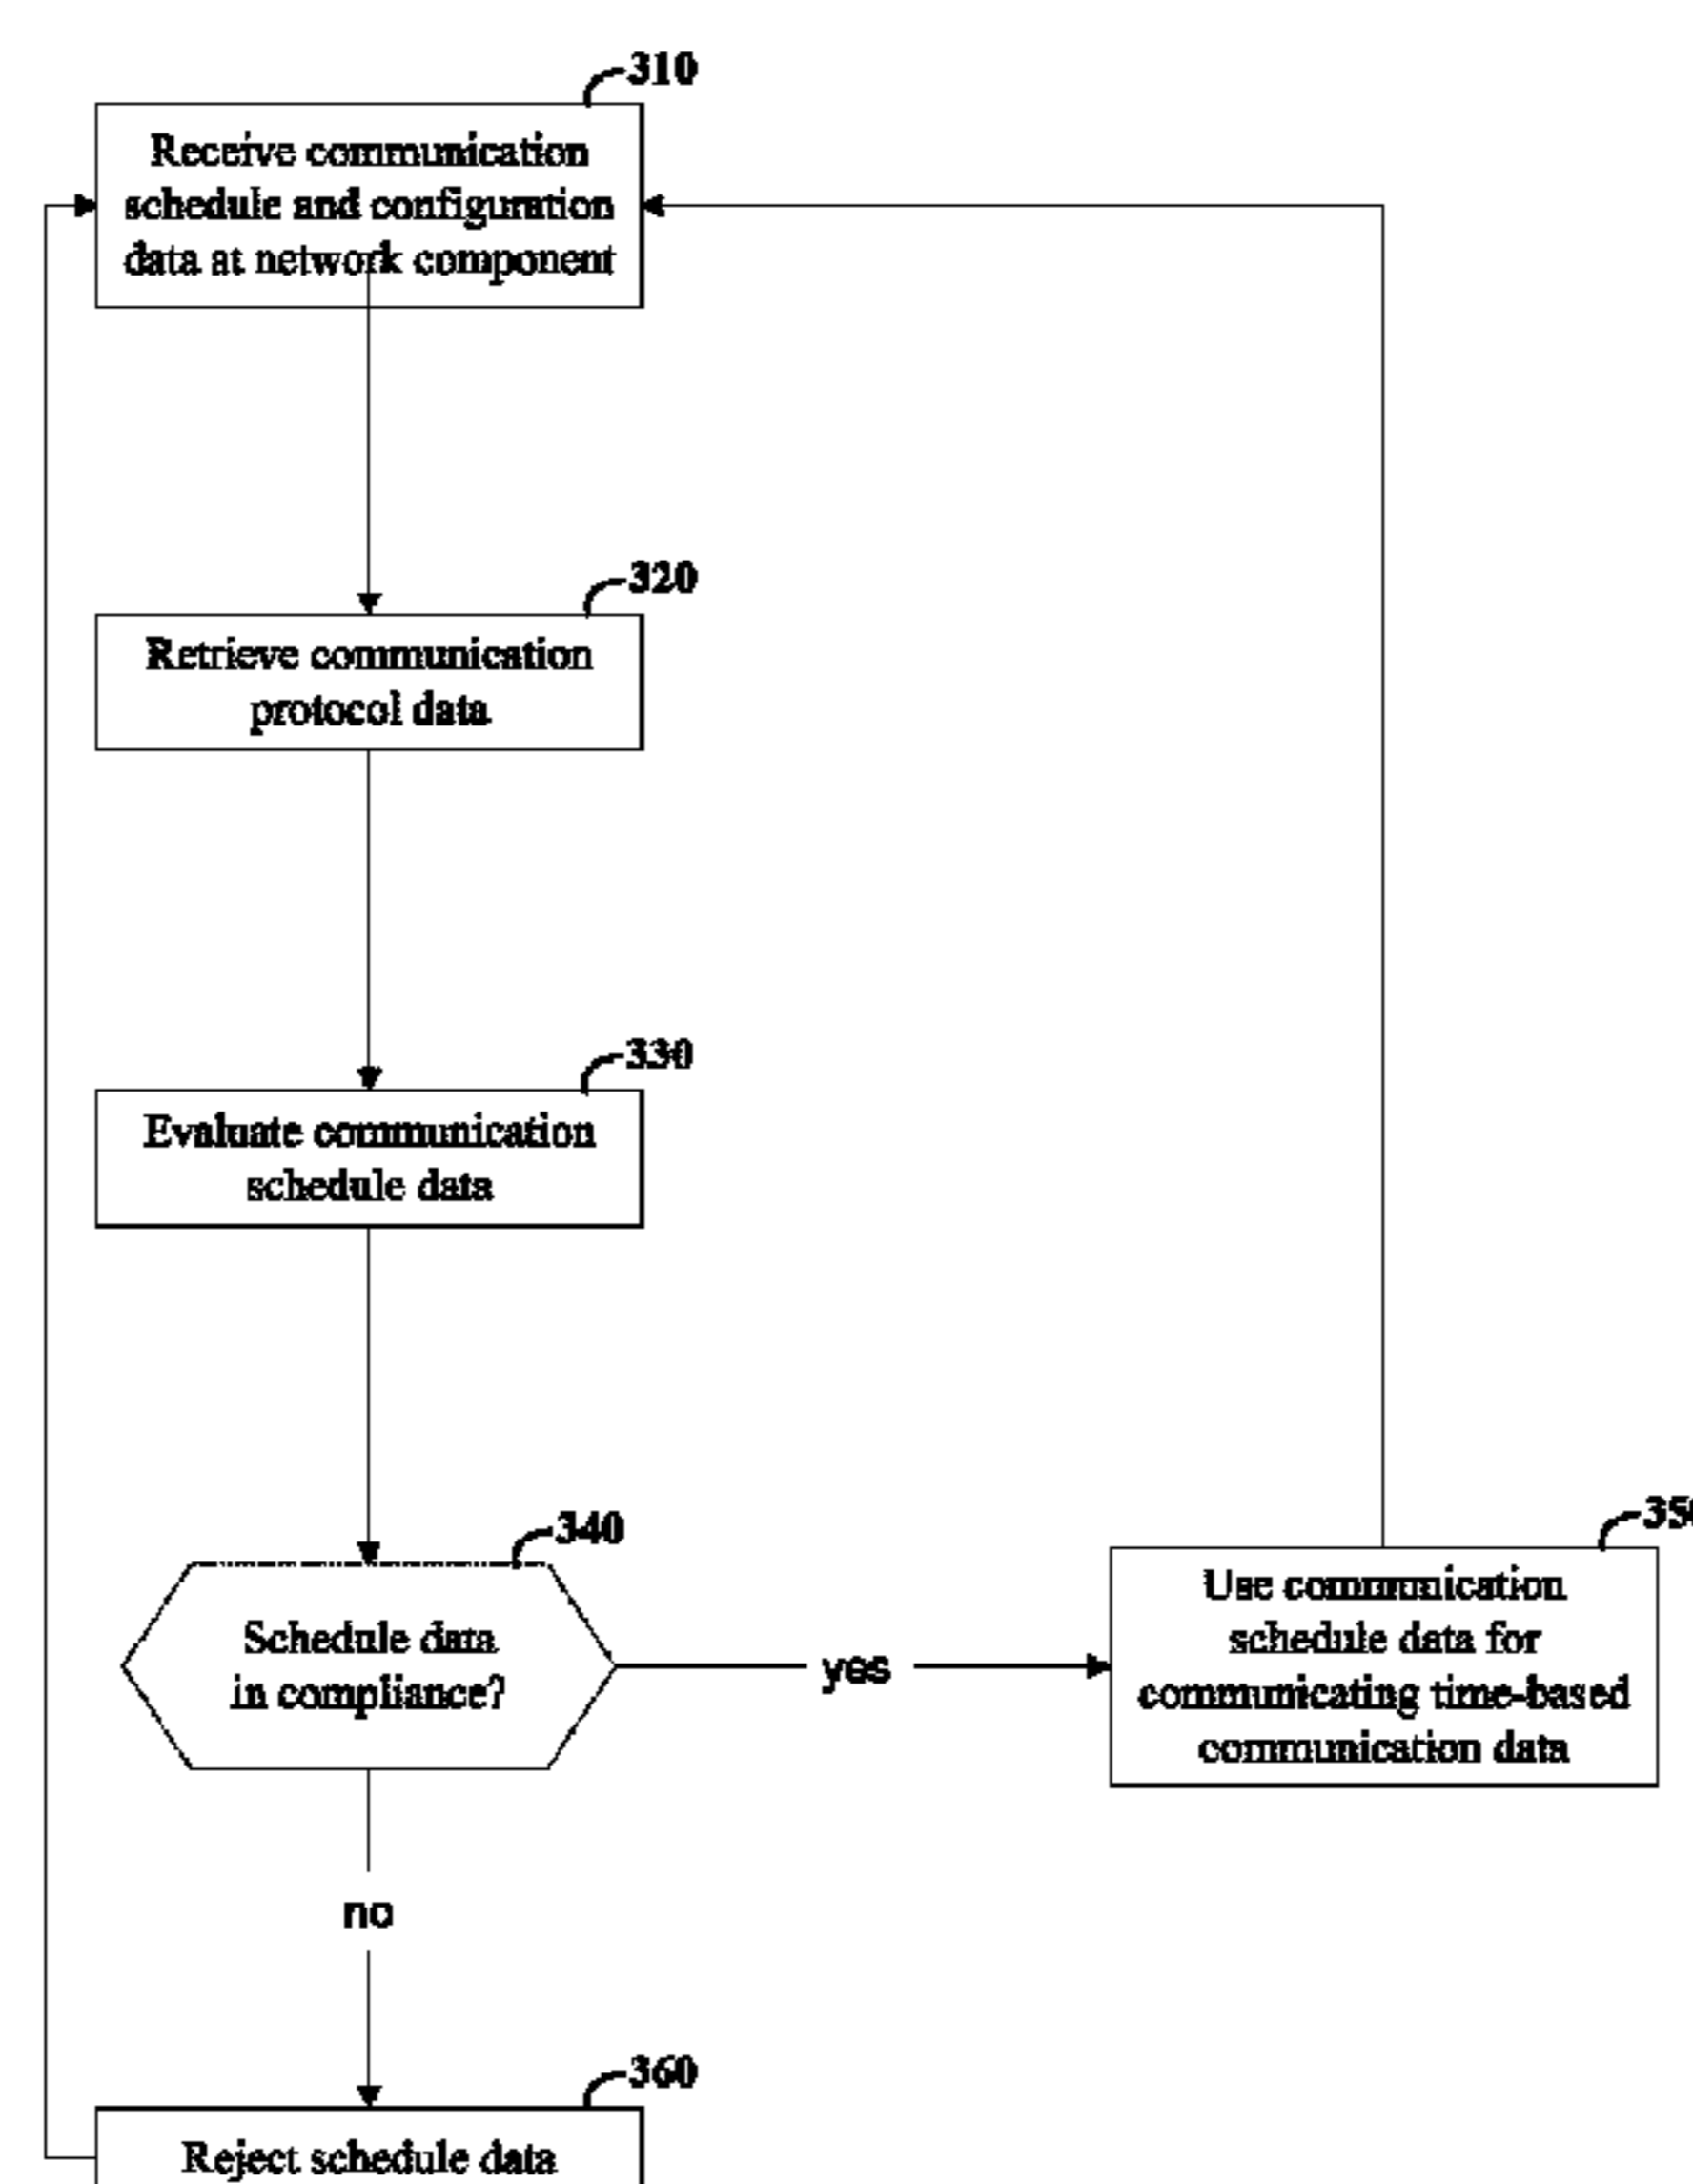 310
Receive communication
schedule and configuration
data at network component
320
Retrieve communication
protocol data
330
Evaluate communication
schedule data
340
Schedule data
in compliance?
yes
350
Use communication
schedule data for
communicating time-based
communication data
no
360
Reject schedule data